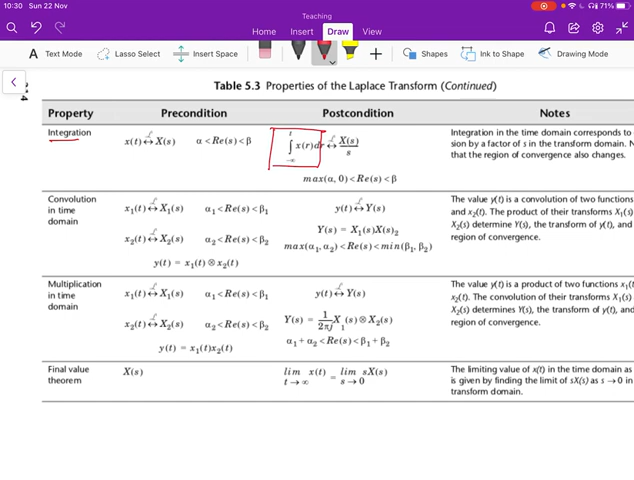 10:30 Sun 22 Nov
71%
Teaching
Home Insert Draw View
A Text Mode Lasso Select Insert Space Shapes Ink to Shape Drawing Mode
Table 5.3 Properties of the Laplace Transform (Continued)
Property Precondition Postcondition Notes
Integration x(t) ↔ X(s) α < Re(s) < β ∫ x(r)dr ↔ X(s)/s Integration in the time domain corresponds to
sion by a factor of s in the transform domain. N
that the region of convergence also changes.
max(α, 0) < Re(s) < β
Convolution in time domain x₁(t) ↔ X₁(s) α₁ < Re(s) < β₁ y(t) ↔ Y(s) The value y(t) is a convolution of two functions
and x₂(t). The product of their transforms X₁(s)
x₂(t) ↔ X₂(s) α₂ < Re(s) < β₂ Y(s) = X₁(s)X(s)₂ X₂(s) determine Y(s), the transform of y(t), and
max(α₁, α₂) < Re(s) < min(β₁, β₂) region of convergence.
y(t) = x₁(t) ⊗ x₂(t)
Multiplication in time domain x₁(t) ↔ X₁(s) α₁ < Re(s) < β₁ y(t) ↔ Y(s) The value y(t) is a product of two functions x₁(t
x₂(t). The convolution of their transforms X₁(s)
x₂(t) ↔ X₂(s) α₂ < Re(s) < β₂ Y(s) = 1/2πj X₁(s) ⊗ X₂(s) X₂(s) determines Y(s), the transform of y(t), and
region of convergence.
y(t) = x₁(t)x₂(t) α₁ + α₂ < Re(s) < β₁ + β₂
Final value theorem X(s) lim t → ∞ x(t) = lim s → 0 sX(s) The limiting value of x(t) in the time domain as
is given by finding the limit of sX(s) as s → 0 in
transform domain.